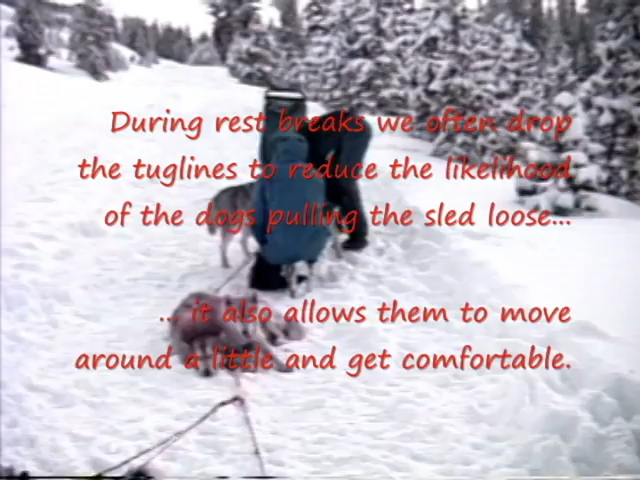 During rest breaks we often drop
the tuglines to reduce the likelihood
of the dogs pulling the sled loose...
... it also allows them to move
around a little and get comfortable.